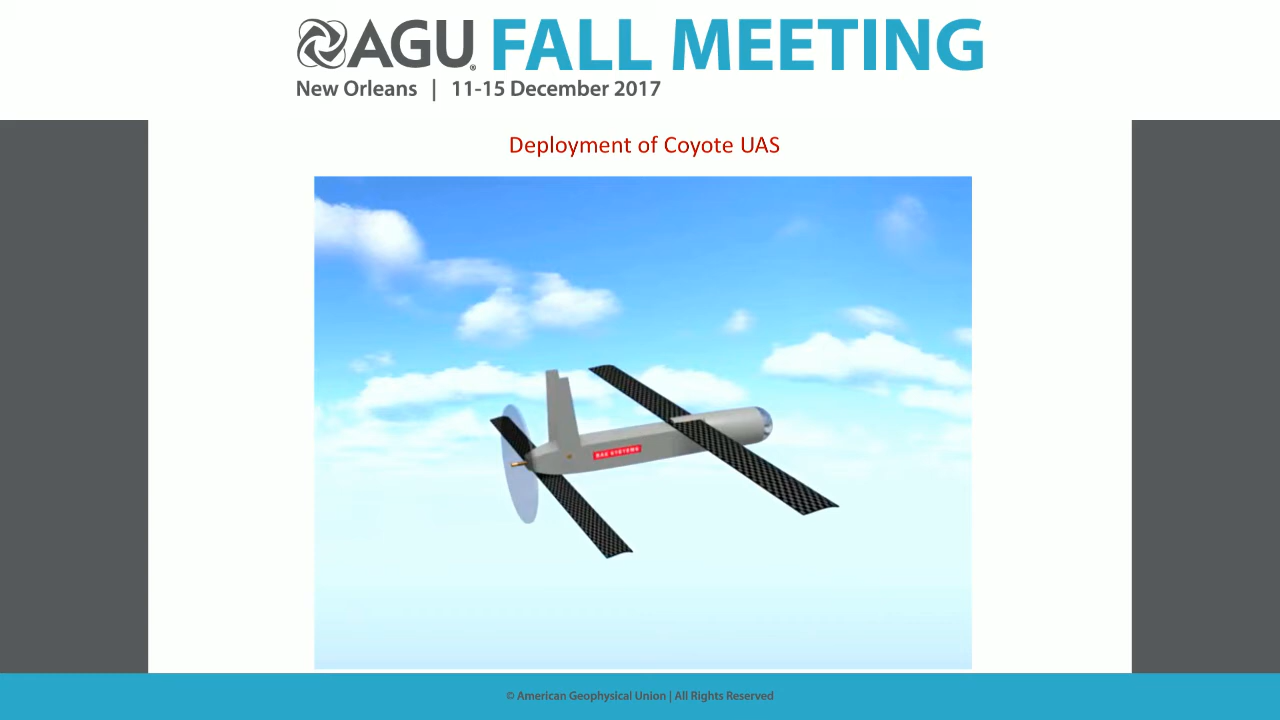 AGU FALL MEETING
New Orleans | 11-15 December 2017
Deployment of Coyote UAS
BAE SYSTEMS
© American Geophysical Union | All Rights Reserved